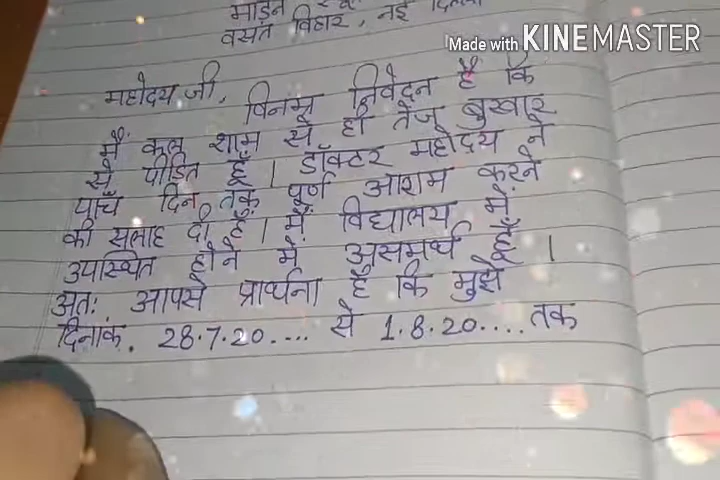 वसंत विहार, नई दिल्ली
Made with KINEMASTER
महोदय जी,
विनम्र निवेदन है कि
मैं कल शाम से ही तेज बुखार
से पीडित हूँ। डॉक्टर महोदय ने
पाँच दिन तक पूर्ण आराम करने
की सलाह दी है। मैं विद्यालय में
उपस्थित होने में असमर्थ हूँ।
अतः आपसे प्रार्थना है कि मुझे
दिनांक. 28.7.20.... से 1.8.20.... तक